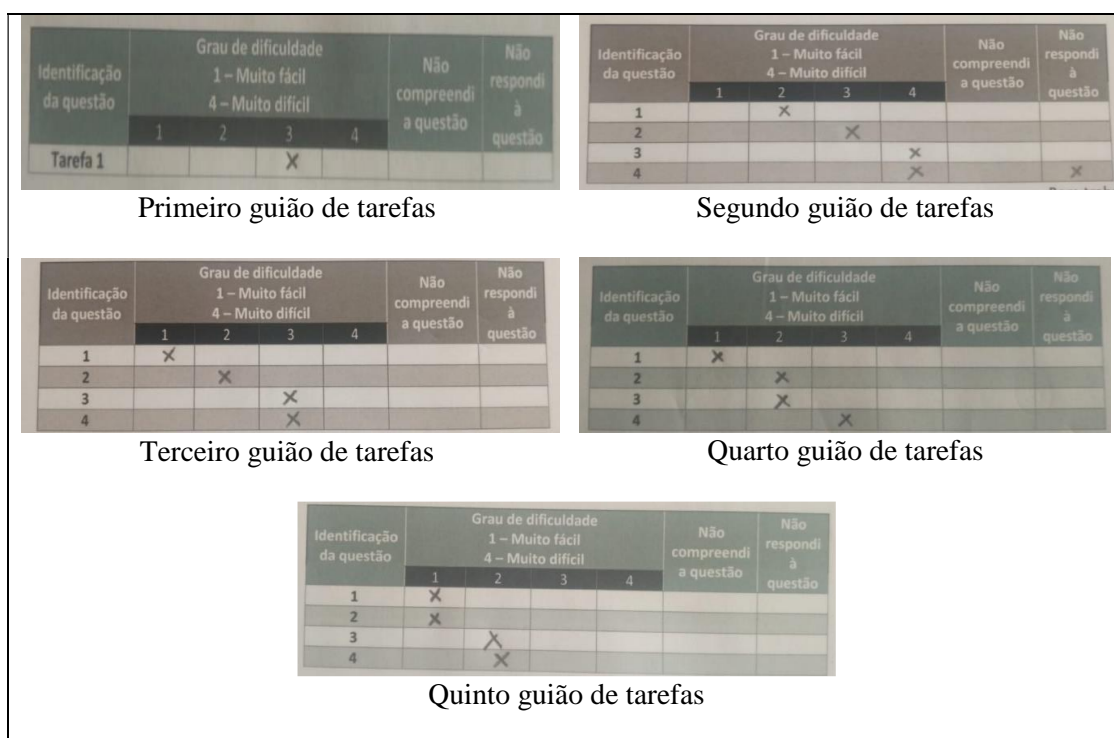 Identificação da questão
Grau de dificuldade
1 – Muito fácil
4 – Muito difícil
Não compreendi a questão
Não respondi à questão
1 2 3 4
Tarefa 1 X
Primeiro guião de tarefas
Identificação da questão
Grau de dificuldade
1 – Muito fácil
4 – Muito difícil
Não compreendi a questão
Não respondi à questão
1 2 3 4
1 X
2 X
3 X
4 X X
Segundo guião de tarefas
Identificação da questão
Grau de dificuldade
1 – Muito fácil
4 – Muito difícil
Não compreendi a questão
Não respondi à questão
1 2 3 4
1 X
2 X
3 X
4 X
Terceiro guião de tarefas
Identificação da questão
Grau de dificuldade
1 – Muito fácil
4 – Muito difícil
Não compreendi a questão
Não respondi à questão
1 2 3 4
1 X
2 X
3 X
4 X
Quarto guião de tarefas
Identificação da questão
Grau de dificuldade
1 – Muito fácil
4 – Muito difícil
Não compreendi a questão
Não respondi à questão
1 2 3 4
1 X
2 X
3 X
4 X
Quinto guião de tarefas